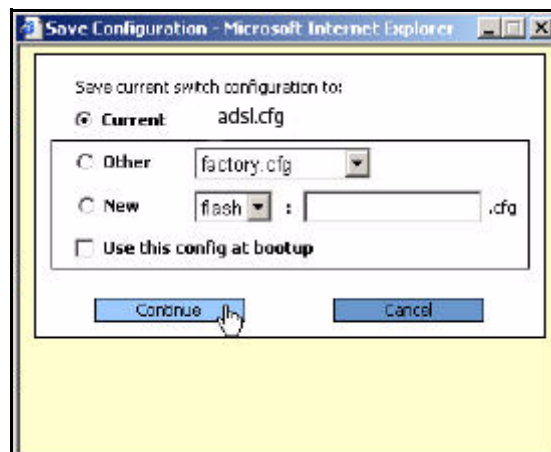 Save Configuration - Microsoft Internet Explorer
Save current switch configuration to:
Current adsl.cfg
Other factory.cfg
New flash : .cfg
Use this config at bootup
Continue Cancel